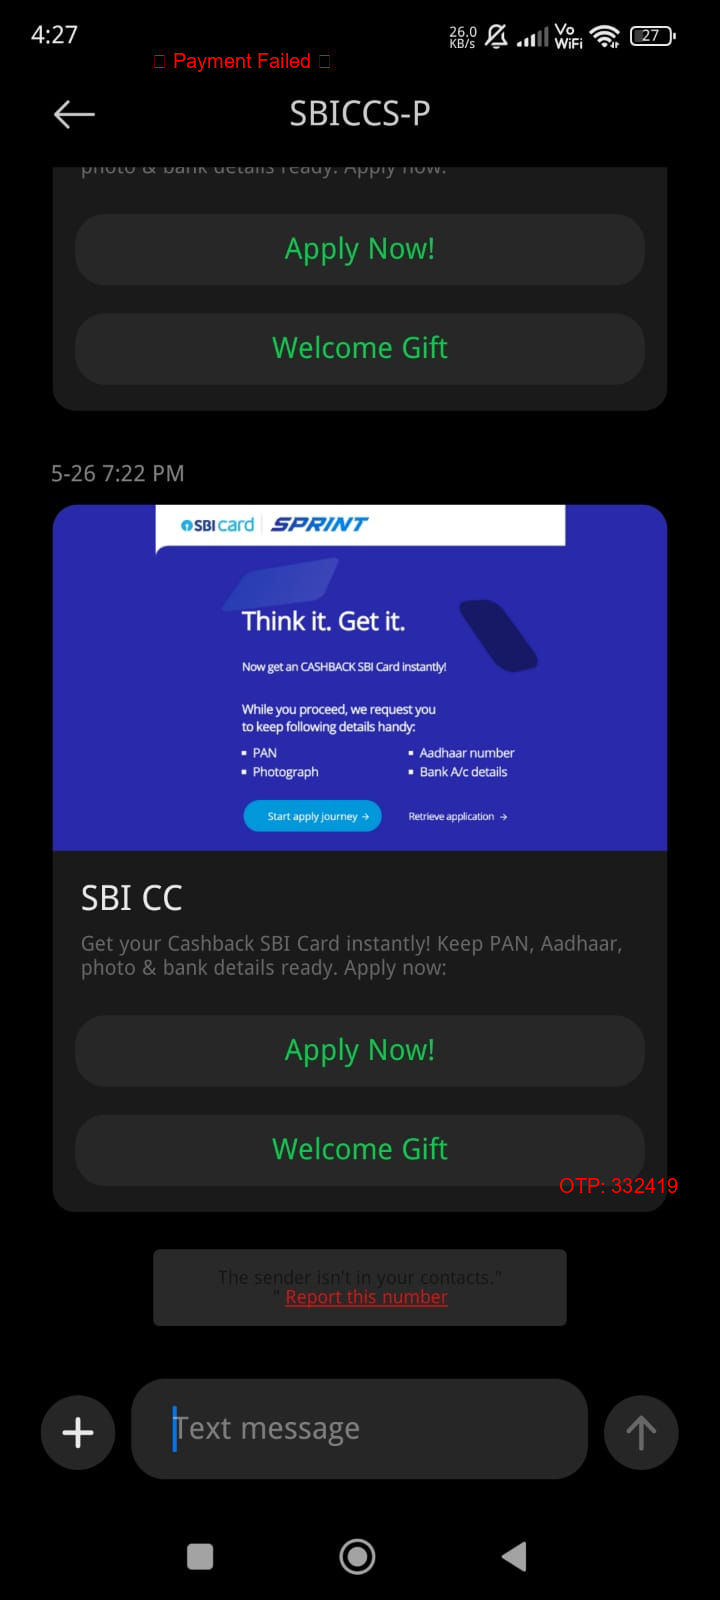 4:27
26.0
KB/s
Vo
WiFi
27
Payment Failed
SBICCS-P
photo & bank details ready. Apply now:
Apply Now!
Welcome Gift
5-26 7:22 PM
SBI card SPRINT
Think it. Get it.
Now get an CASHBACK SBI Card instantly!
While you proceed, we request you
to keep following details handy:
▪ PAN
▪ Aadhaar number
▪ Photograph
▪ Bank A/c details
Start apply journey →
Retrieve application →
SBI CC
Get your Cashback SBI Card instantly! Keep PAN, Aadhaar,
photo & bank details ready. Apply now:
Apply Now!
Welcome Gift
OTP: 332419
The sender isn't in your contacts."
" Report this number
Text message